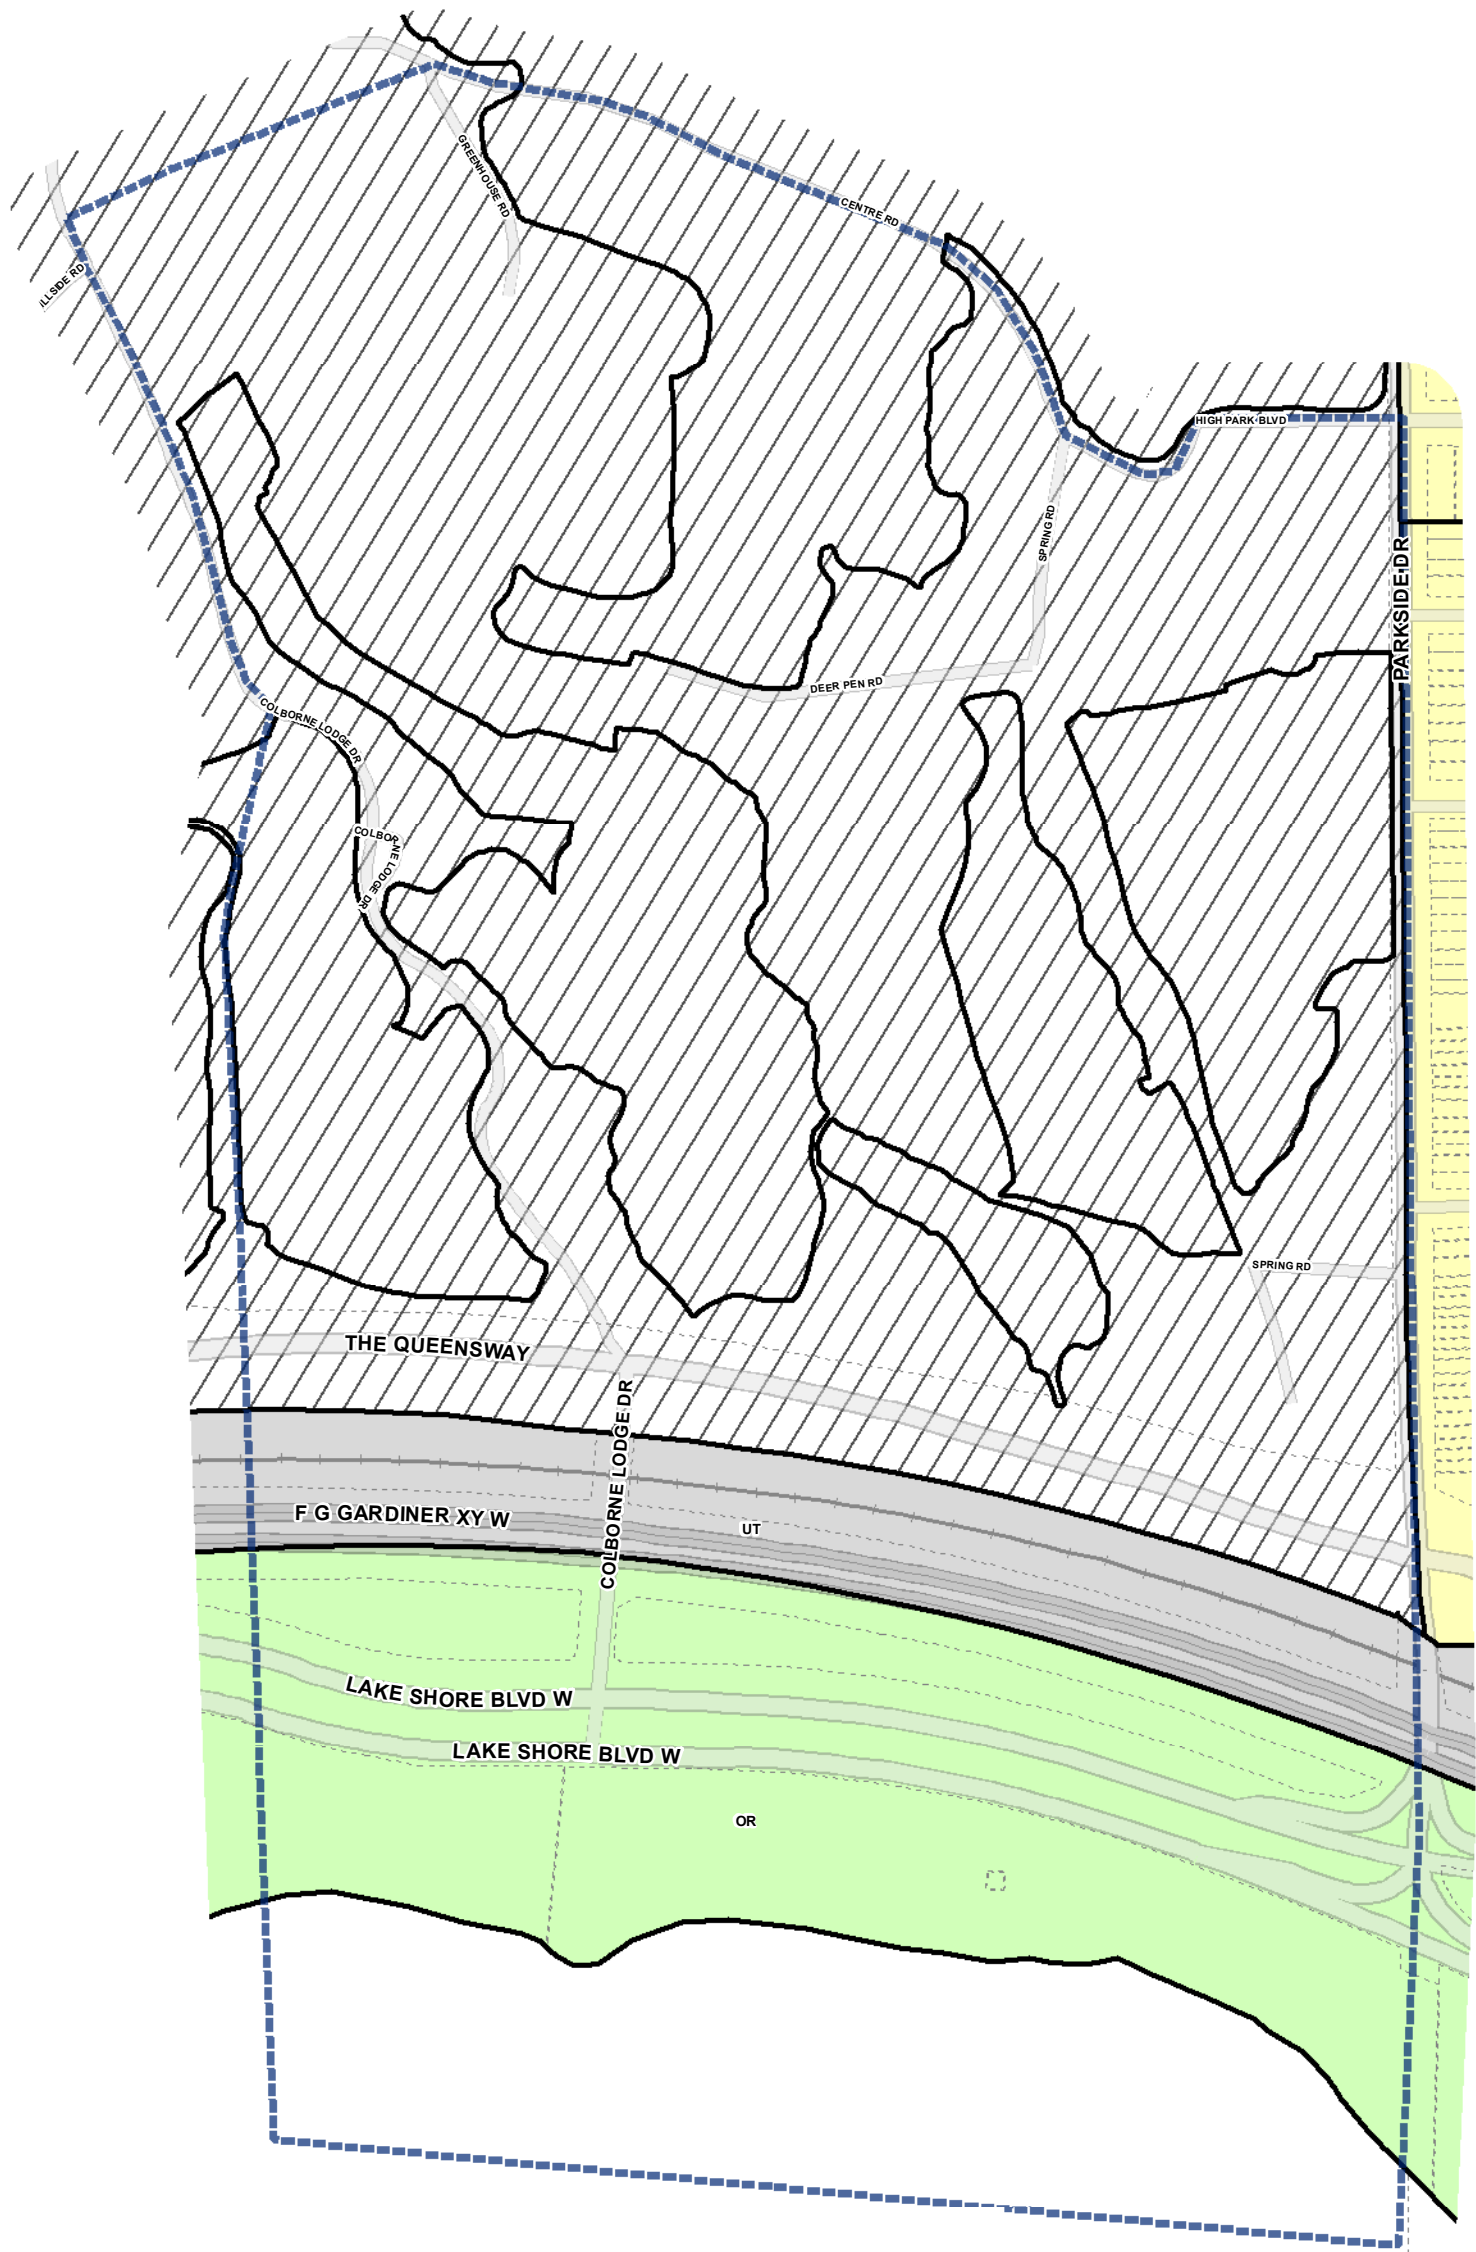 GREENHOUSE RD
CENTRE RD
ILLSIDE RD
HIGH PARK BLVD
SPRING RD
PARKSIDE DR
DEER PEN RD
COLBORNE LODGE DR
COLBORNE LODGE DR
SPRING RD
THE QUEENSWAY
COLBORNE LODGE DR
F G GARDINER XY W
UT
LAKE SHORE BLVD W
LAKE SHORE BLVD W
OR